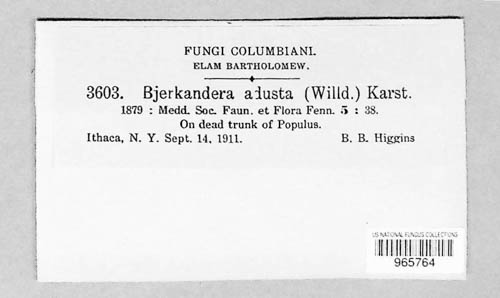 FUNGI COLUMBIANI.
ELAM BARTHOLOMEW.
3603. Bjerkandera adusta (Willd.) Karst.
1879 : Medd. Soc. Faun. et Flora Fenn. 5 : 38.
On dead trunk of Populus.
Ithaca, N. Y. Sept. 14, 1911. B. B. Higgins
US NATIONAL FUNGUS COLLECTIONS
965764